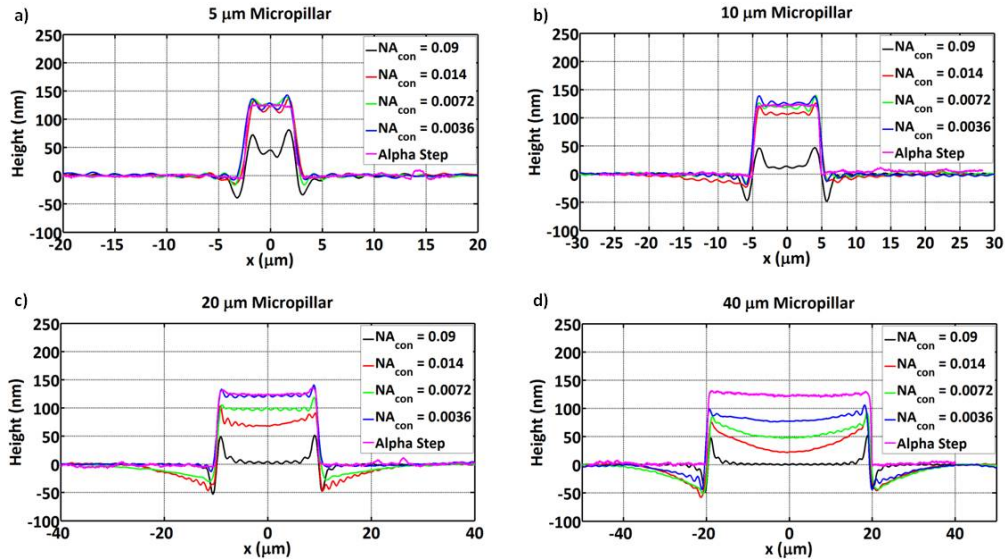 a)
5 μm Micropillar
250
200
150
100
50
0
-50
-100
Height (nm)
-20 -15 -10 -5 0 5 10 15 20
x (μm)
NAcon = 0.09
NAcon = 0.014
NAcon = 0.0072
NAcon = 0.0036
Alpha Step
b)
10 μm Micropillar
250
200
150
100
50
0
-50
-100
Height (nm)
-30 -25 -20 -15 -10 -5 0 5 10 15 20 25 30
x (μm)
NAcon = 0.09
NAcon = 0.014
NAcon = 0.0072
NAcon = 0.0036
Alpha Step
c)
20 μm Micropillar
250
200
150
100
50
0
-50
-100
Height (nm)
-40 -20 0 20 40
x (μm)
NAcon = 0.09
NAcon = 0.014
NAcon = 0.0072
NAcon = 0.0036
Alpha Step
d)
40 μm Micropillar
250
200
150
100
50
0
-50
-100
Height (nm)
-40 -20 0 20 40
x (μm)
NAcon = 0.09
NAcon = 0.014
NAcon = 0.0072
NAcon = 0.0036
Alpha Step